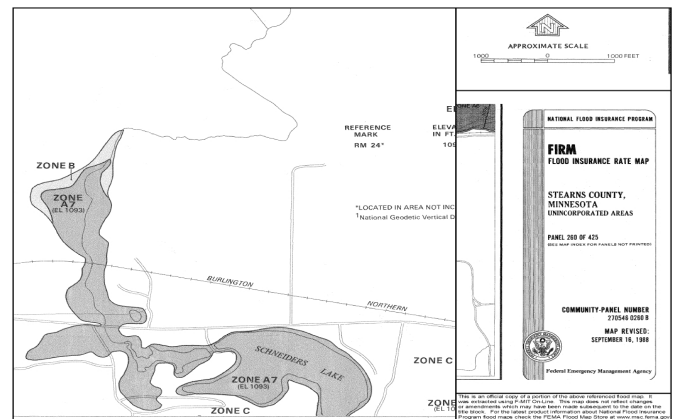 N
APPROXIMATE SCALE
1000 0 1000 FEET
REFERENCE
MARK
RM 24*
EL
ELEVA
IN FT.
109
*LOCATED IN AREA NOT INC
1National Geodetic Vertical D
ZONE B
ZONE
A7
(EL 1093)
BURLINGTON
NORTHERN
SCHNEIDERS LAKE
ZONE A7
(EL 1093)
ZONE C
ZONE C
ZONE
(EL 10
NATIONAL FLOOD INSURANCE PROGRAM
FIRM
FLOOD INSURANCE RATE MAP
STEARNS COUNTY,
MINNESOTA
UNINCORPORATED AREAS
PANEL 260 OF 425
(SEE MAP INDEX FOR PANELS NOT PRINTED)
COMMUNITY-PANEL NUMBER
270546 0260 B
MAP REVISED:
SEPTEMBER 16, 1988
Federal Emergency Management Agency
This is an official copy of a portion of the above referenced flood map. It
was extracted using F-MIT On-Line. This map does not reflect changes
or amendments which may have been made subsequent to the date on the
title block. For the latest product information about National Flood Insurance
Program flood maps check the FEMA Flood Map Store at www.msc.fema.gov